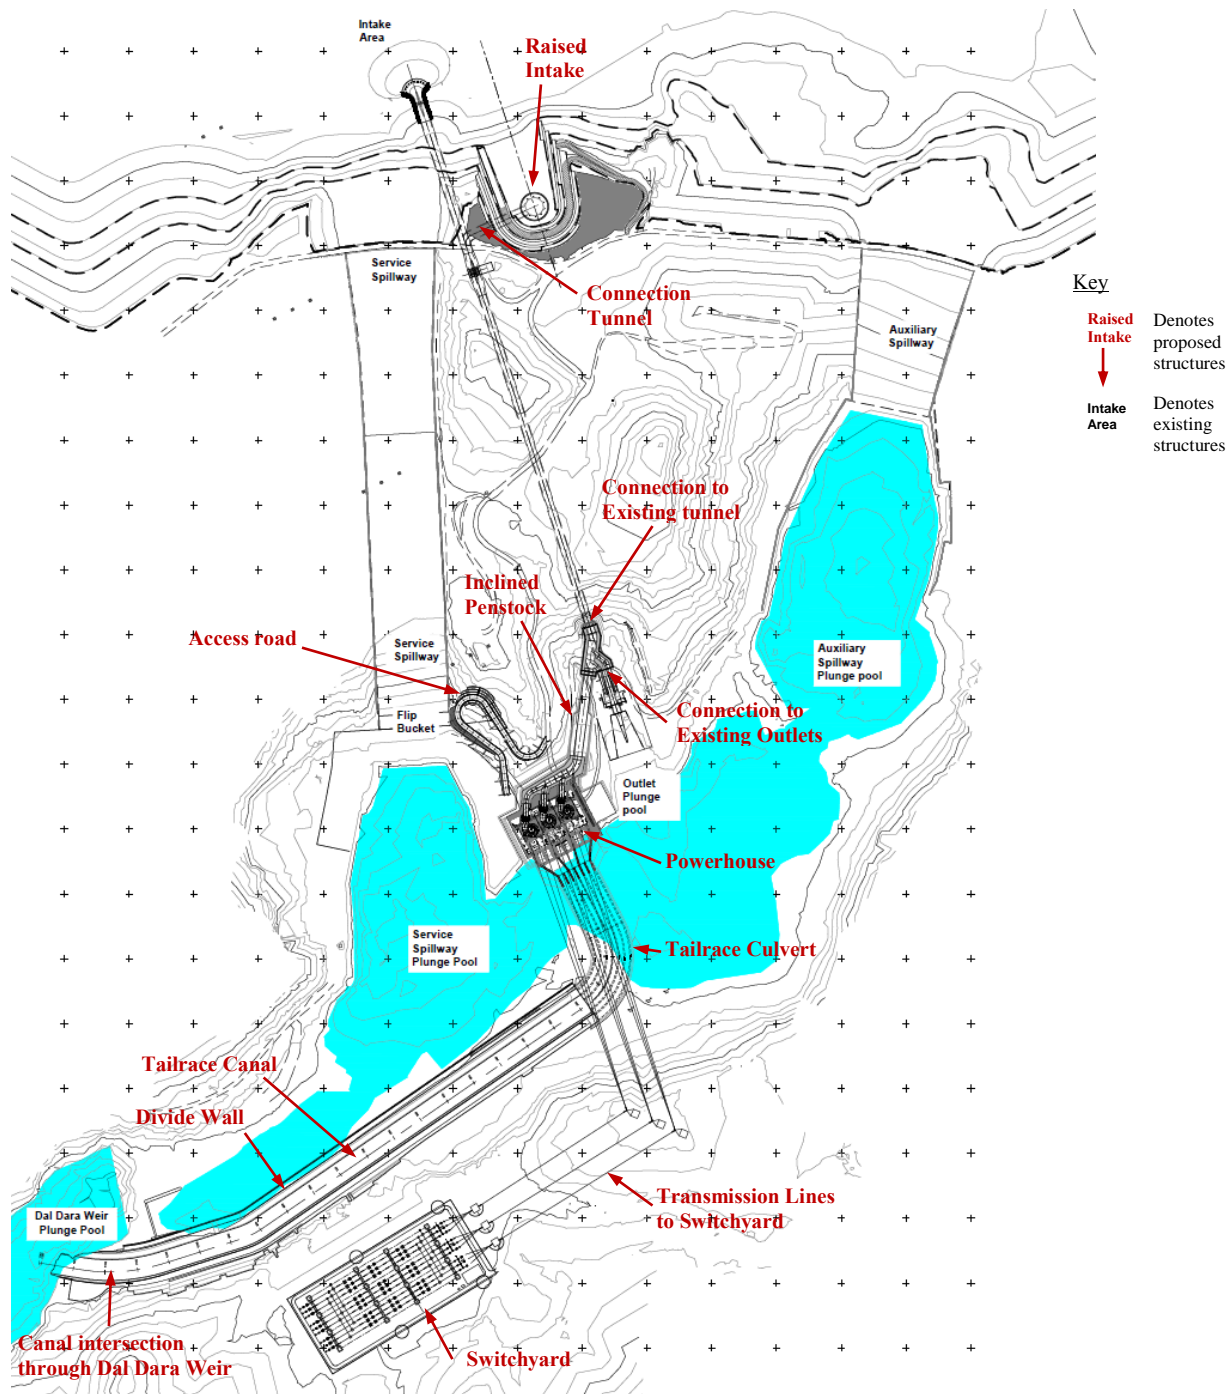 Intake
Area
Raised
Intake
Service
Spillway
Connection
Tunnel
Key
Raised
Intake
Denotes
proposed
structures
Intake
Area
Denotes
existing
structures
Auxiliary
Spillway
Connection to
Existing tunnel
Inclined
Penstock
Access road
Service
Spillway
Auxiliary
Spillway
Plunge pool
Flip
Bucket
Connection to
Existing Outlets
Outlet
Plunge
pool
Powerhouse
Service
Spillway
Plunge Pool
Tailrace Culvert
Tailrace Canal
Divide Wall
Transmission Lines
to Switchyard
Dal Dara Weir
Plunge Pool
Canal intersection
through Dal Dara Weir
Switchyard